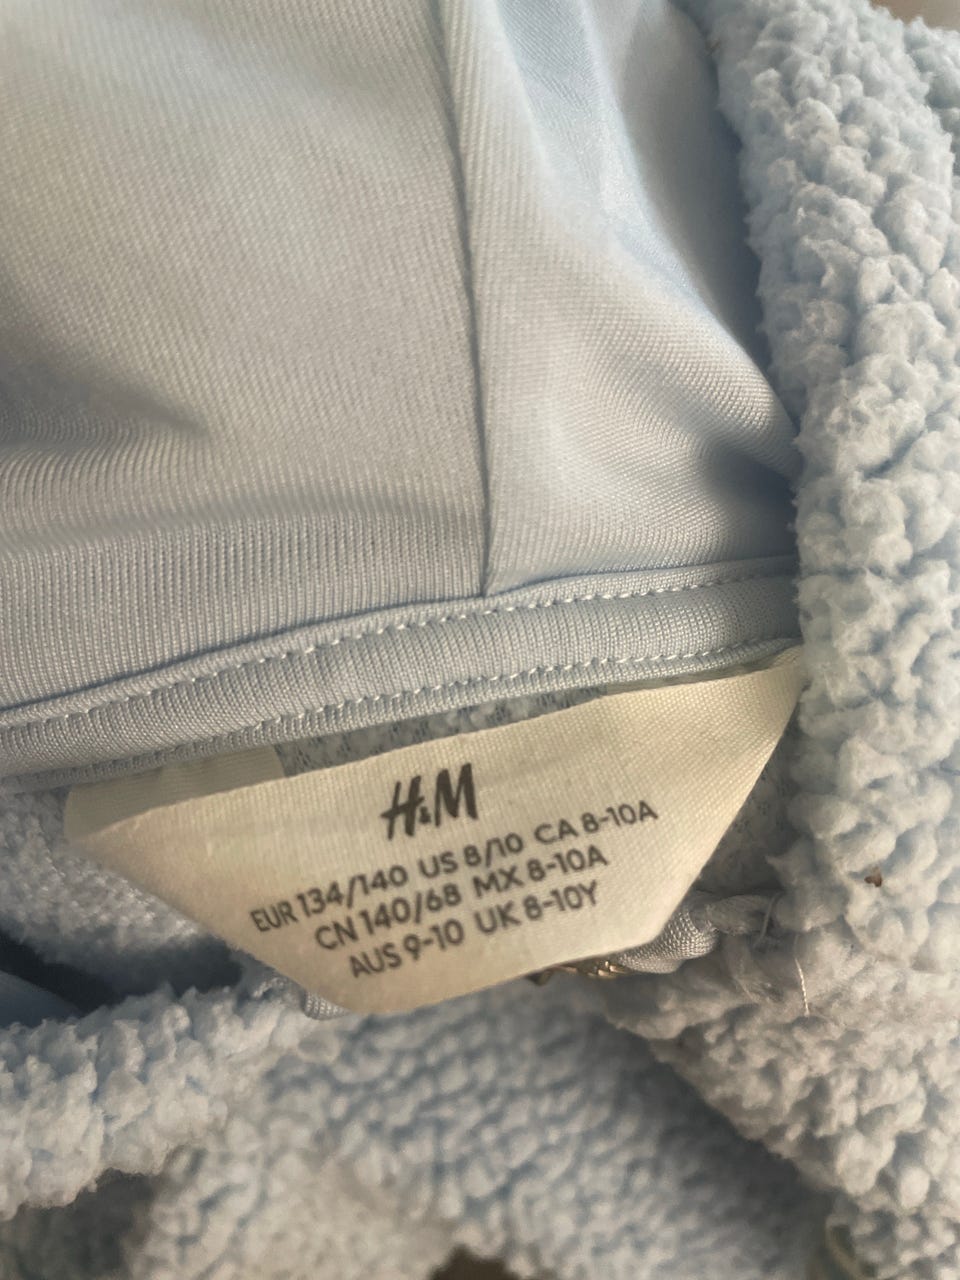 H&M
EUR 134/140 US 8/10 CA 8-10A
CN 140/68 MX 8-10A
AUS 9-10 UK 8-10Y